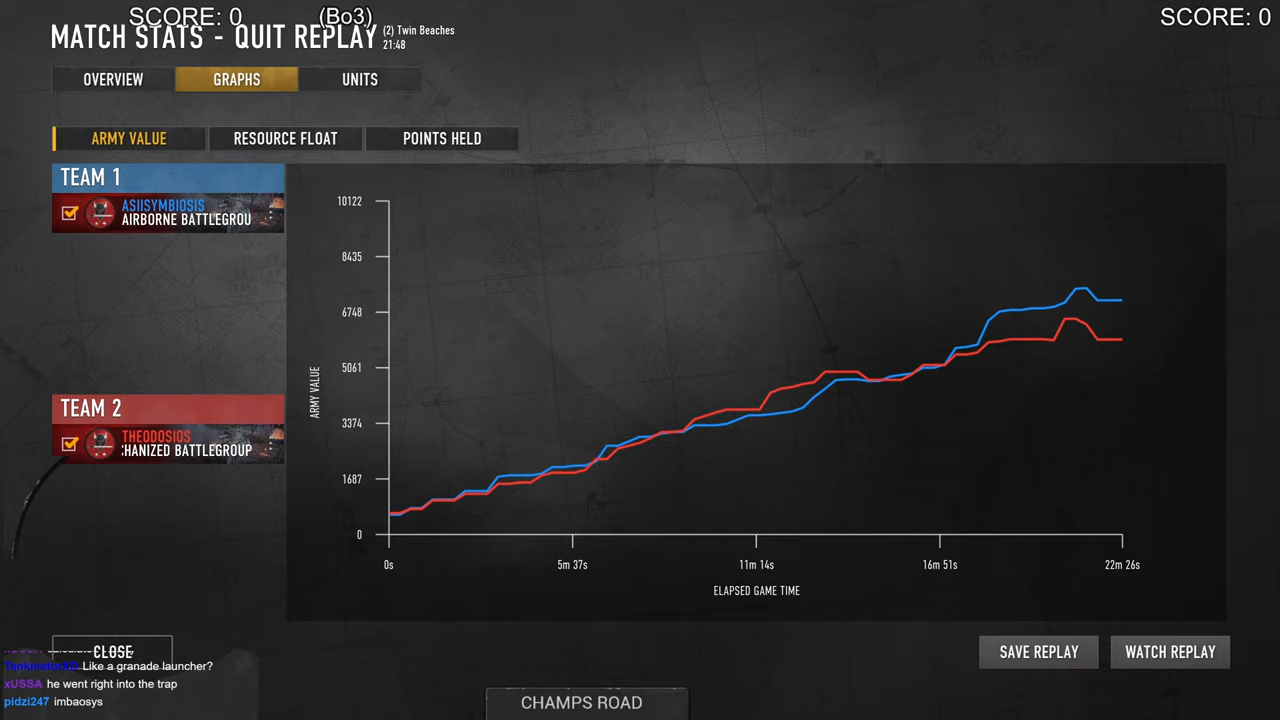 SCORE: 0
(Bo3)
SCORE: 0
MATCH STATS - QUIT REPLAY
(2) Twin Beaches
21:48
OVERVIEW
GRAPHS
UNITS
ARMY VALUE
RESOURCE FLOAT
POINTS HELD
TEAM 1
ASIISYMBIOSIS
AIRBORNE BATTLEGROU
TEAM 2
THEODOSIOS
CHANIZED BATTLEGROUP
10122
8435
6748
5061
3374
1687
0
ARMY VALUE
0s
5m 37s
11m 14s
16m 51s
22m 26s
ELAPSED GAME TIME
CLOSE
Like a granade launcher?
xUSSA he went right into the trap
pidzi247 imbaosys
SAVE REPLAY
WATCH REPLAY
CHAMPS ROAD